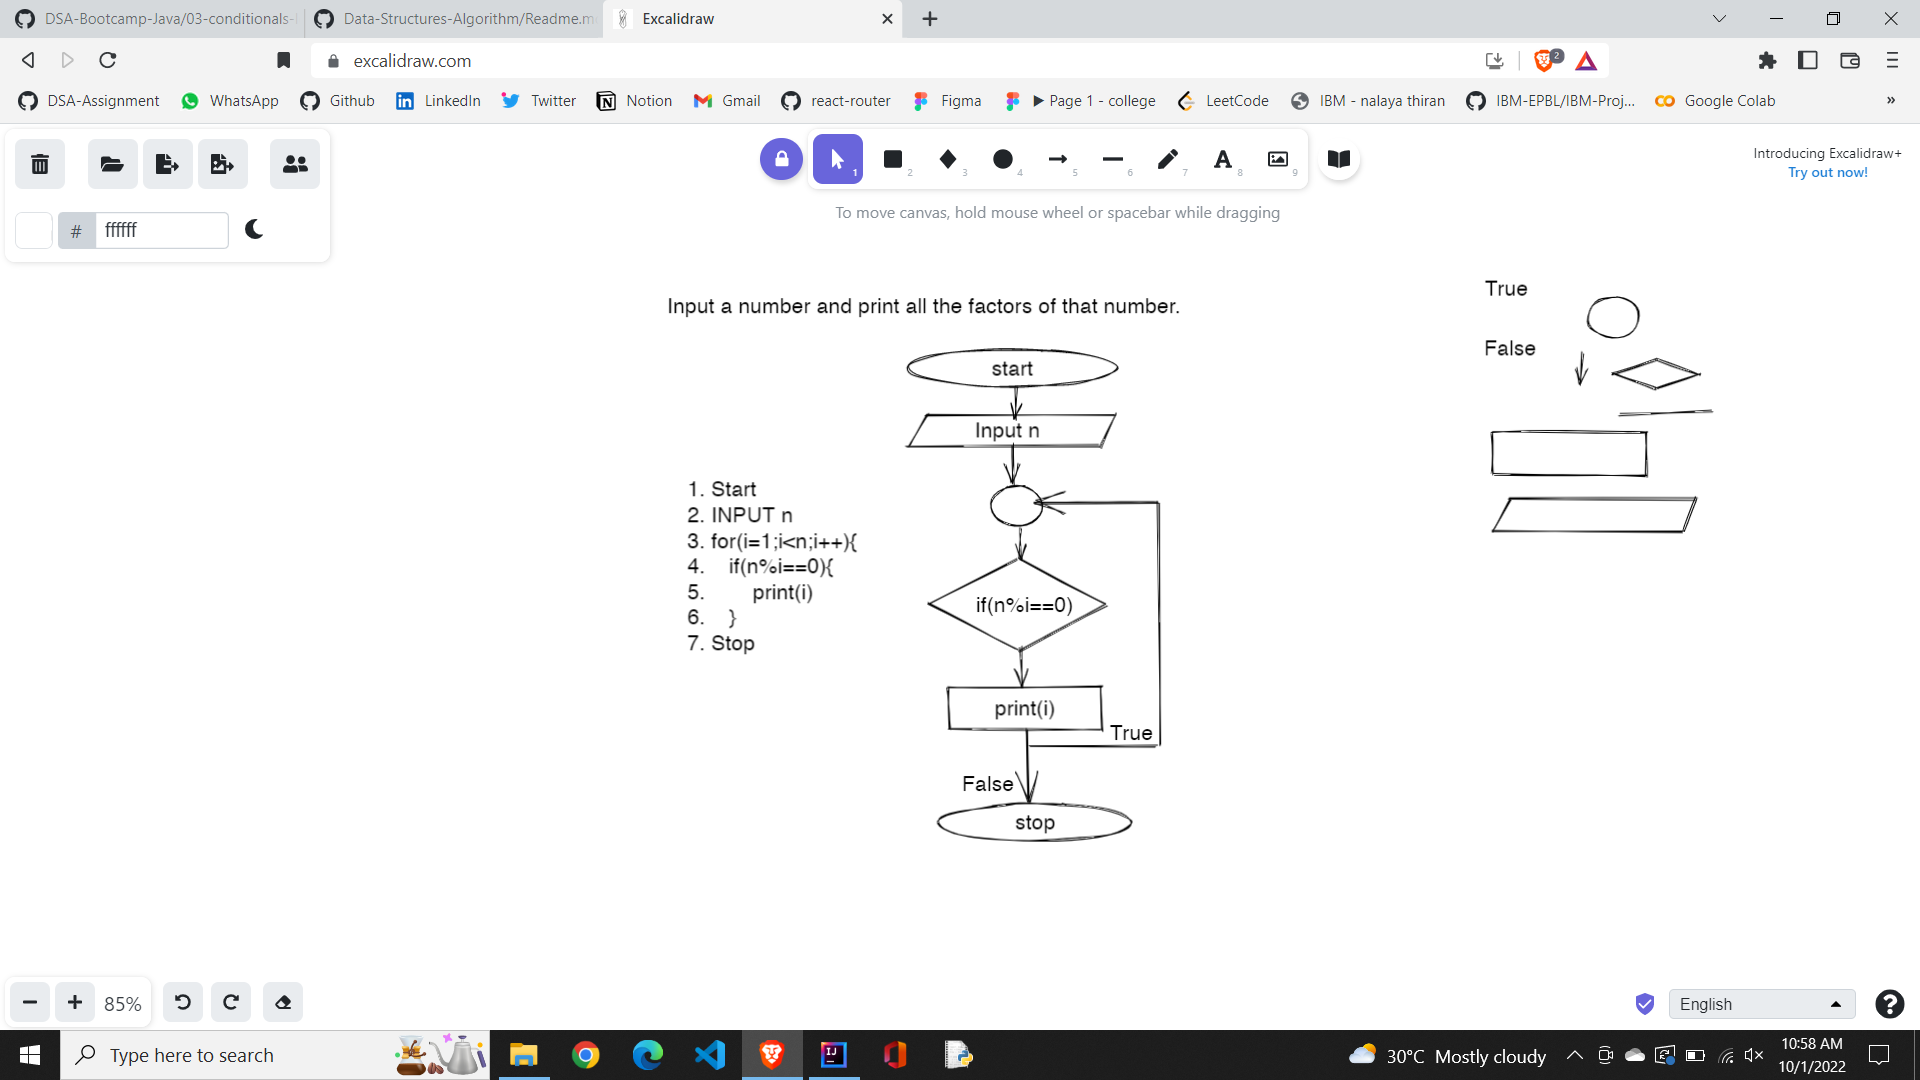 DSA-Bootcamp-Java/03-conditionals-
Data-Structures-Algorithm/Readme.m
Excalidraw
excalidraw.com
2
DSA-Assignment
WhatsApp
Github
LinkedIn
Twitter
Notion
Gmail
react-router
Figma
▶ Page 1 - college
LeetCode
IBM - nalaya thiran
IBM-EPBL/IBM-Proj...
Google Colab
»
1
2
3
4
5
6
7
A 8
9
Introducing Excalidraw+
Try out now!
# ffffff
To move canvas, hold mouse wheel or spacebar while dragging
Input a number and print all the factors of that number.
True
False
start
Input n
1. Start
2. INPUT n
3. for(i=1;i<n;i++){
4. if(n%i==0){
5. print(i)
6. }
7. Stop
if(n%i==0)
print(i)
True
False
stop
85%
English
?
Type here to search
IJ
30°C Mostly cloudy
10:58 AM
10/1/2022